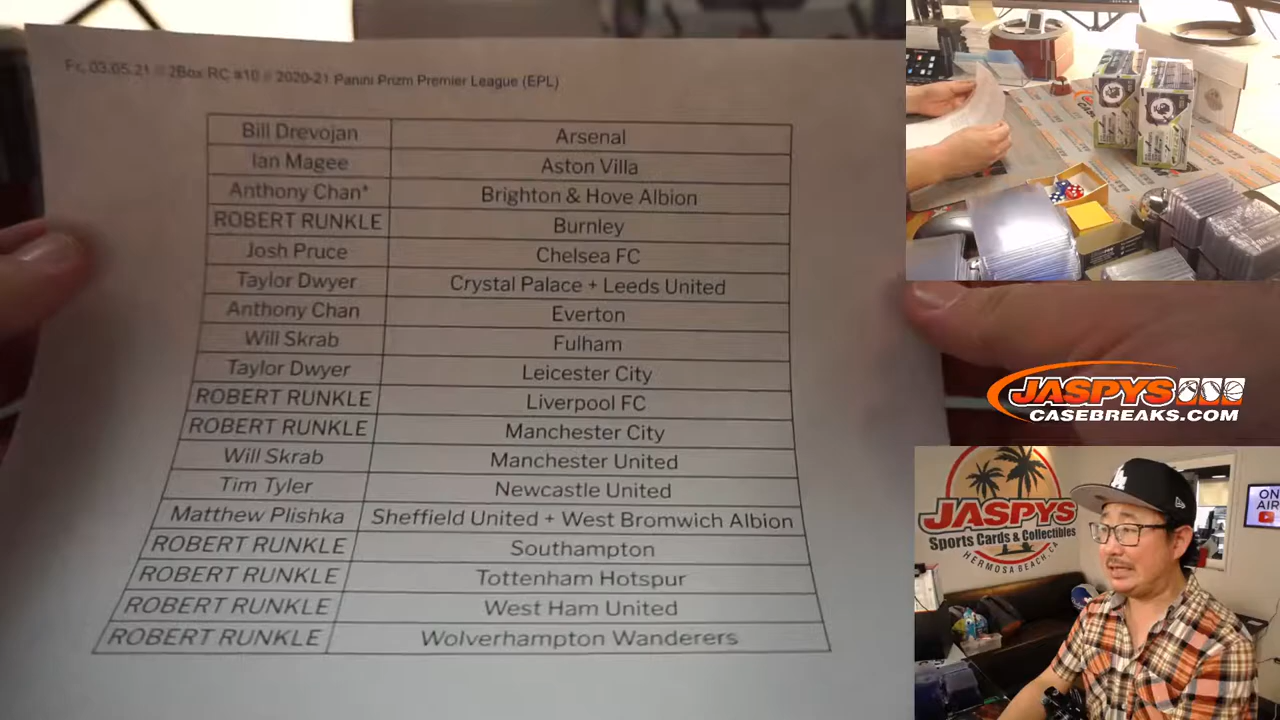 Fr, 03.05.21 // 2Box RC #10 // 2020-21 Panini Prizm Premier League (EPL)
Bill Drevojan Arsenal
Ian Magee Aston Villa
Anthony Chan* Brighton & Hove Albion
ROBERT RUNKLE Burnley
Josh Pruce Chelsea FC
Taylor Dwyer Crystal Palace + Leeds United
Anthony Chan Everton
Will Skrab Fulham
Taylor Dwyer Leicester City
ROBERT RUNKLE Liverpool FC
ROBERT RUNKLE Manchester City
Will Skrab Manchester United
Tim Tyler Newcastle United
Matthew Plishka Sheffield United + West Bromwich Albion
ROBERT RUNKLE Southampton
ROBERT RUNKLE Tottenham Hotspur
ROBERT RUNKLE West Ham United
ROBERT RUNKLE Wolverhampton Wanderers
JASPYS
CASEBREAKS.COM
JASPYS
Sports Cards & Collectibles
HERMOSA BEACH, CA
LA
ON
AIR